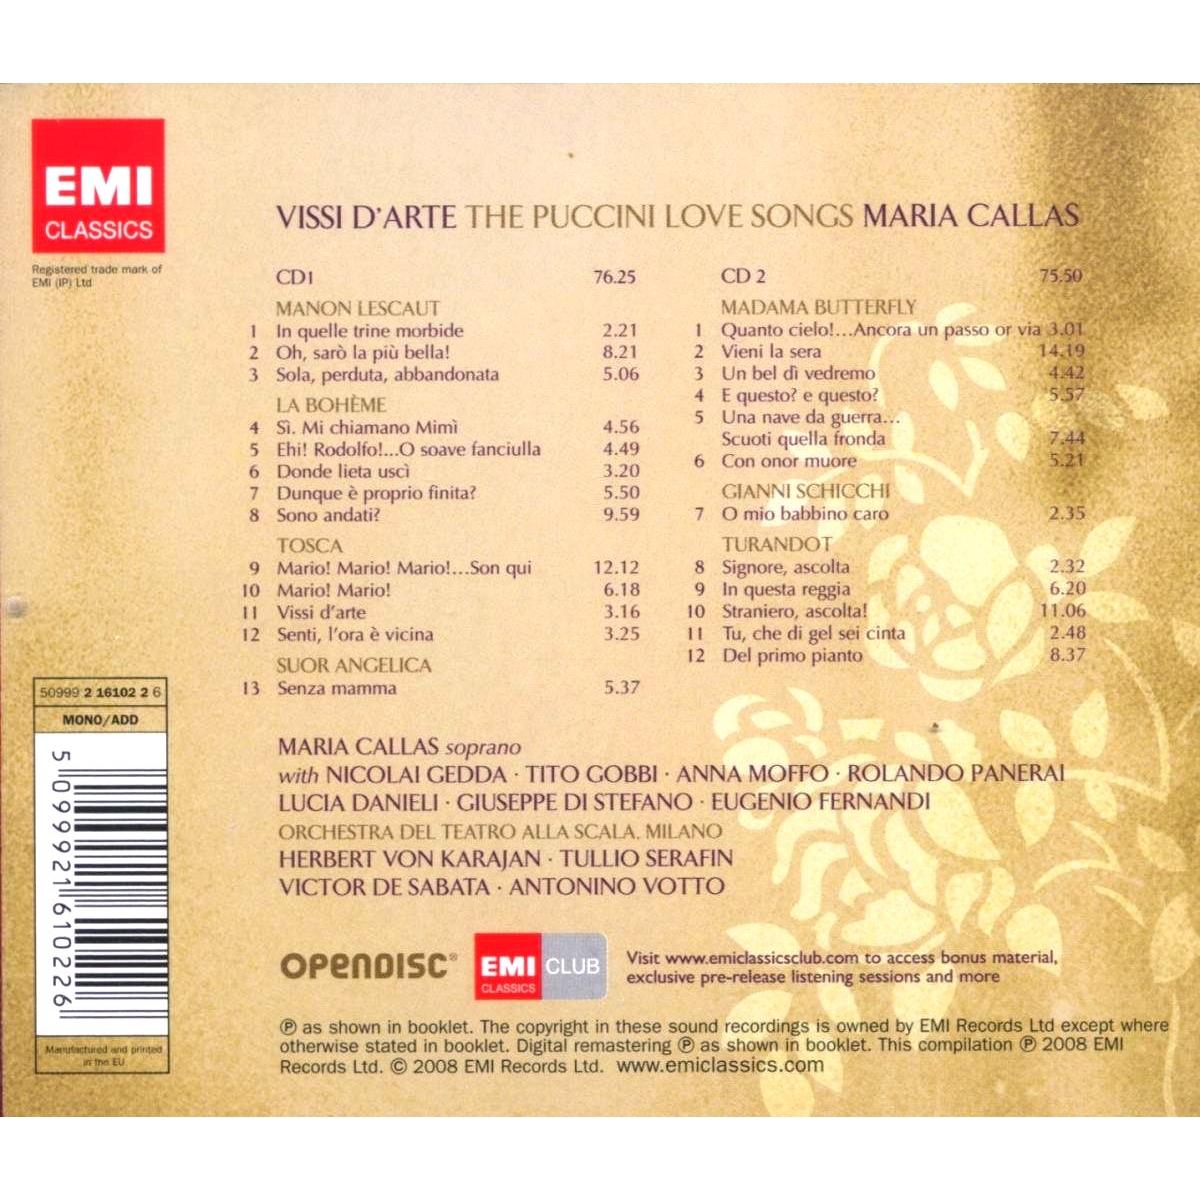 EMI
CLASSICS
Registered trade mark of
EMI (IP) Ltd
VISSI D'ARTE THE PUCCINI LOVE SONGS MARIA CALLAS
CD1 76.25
MANON LESCAUT
1 In quelle trine morbide 2.21
2 Oh, sarò la più bella! 8.21
3 Sola, perduta, abbandonata 5.06
LA BOHÈME
4 Sì. Mi chiamano Mimì 4.56
5 Ehi! Rodolfo!...O soave fanciulla 4.49
6 Donde lieta uscì 3.20
7 Dunque è proprio finita? 5.50
8 Sono andati? 9.59
TOSCA
9 Mario! Mario! Mario!...Son qui 12.12
10 Mario! Mario! 6.18
11 Vissi d'arte 3.16
12 Senti, l'ora è vicina 3.25
SUOR ANGELICA
13 Senza mamma 5.37
CD 2 75.50
MADAMA BUTTERFLY
1 Quanto cielo!...Ancora un passo or via 3.01
2 Vieni la sera 14.19
3 Un bel dì vedremo 4.42
4 E questo? e questo? 5.57
5 Una nave da guerra...
Scuoti quella fronda 7.44
6 Con onor muore 5.21
GIANNI SCHICCHI
7 O mio babbino caro 2.35
TURANDOT
8 Signore, ascolta 2.32
9 In questa reggia 6.20
10 Straniero, ascolta! 11.06
11 Tu, che di gel sei cinta 2.48
12 Del primo pianto 8.37
MARIA CALLAS soprano
with NICOLAI GEDDA · TITO GOBBI · ANNA MOFFO · ROLANDO PANERAI
LUCIA DANIELI · GIUSEPPE DI STEFANO · EUGENIO FERNANDI
ORCHESTRA DEL TEATRO ALLA SCALA, MILANO
HERBERT VON KARAJAN · TULLIO SERAFIN
VICTOR DE SABATA · ANTONINO VOTTO
50999 2 16102 2 6
MONO/ADD
5 099921 610226
Manufactured and printed
in the EU
OPENDISC®
EMI CLUB
CLASSICS
Visit www.emiclassicsclub.com to access bonus material,
exclusive pre-release listening sessions and more
℗ as shown in booklet. The copyright in these sound recordings is owned by EMI Records Ltd except where
otherwise stated in booklet. Digital remastering ℗ as shown in booklet. This compilation ℗ 2008 EMI
Records Ltd. © 2008 EMI Records Ltd. www.emiclassics.com